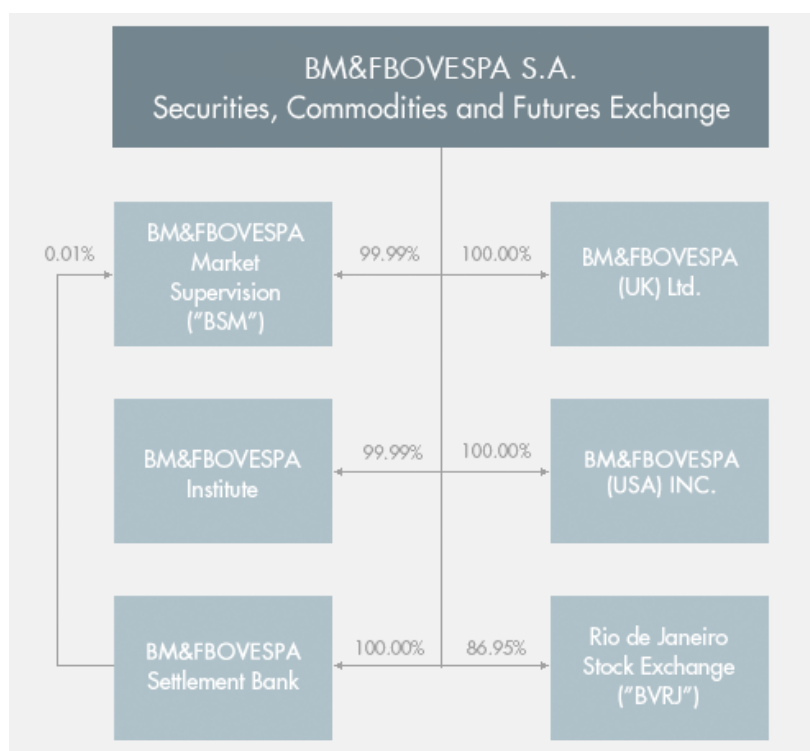 BM&FBOVESPA S.A.
Securities, Commodities and Futures Exchange
0.01%
BM&FBOVESPA
Market
Supervision
("BSM")
99.99%
100.00%
BM&FBOVESPA
(UK) Ltd.
BM&FBOVESPA
Institute
99.99%
100.00%
BM&FBOVESPA
(USA) INC.
BM&FBOVESPA
Settlement Bank
100.00%
86.95%
Rio de Janeiro
Stock Exchange
("BVRJ")